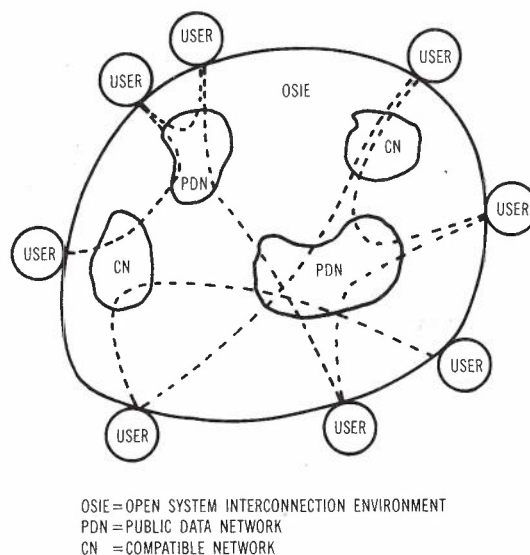 USER
USER
USER
OSIE
CN
PDN
USER
USER
CN
PDN
USER
USER
USER
OSIE=OPEN SYSTEM INTERCONNECTION ENVIRONMENT
PDN=PUBLIC DATA NETWORK
CN =COMPATIBLE NETWORK